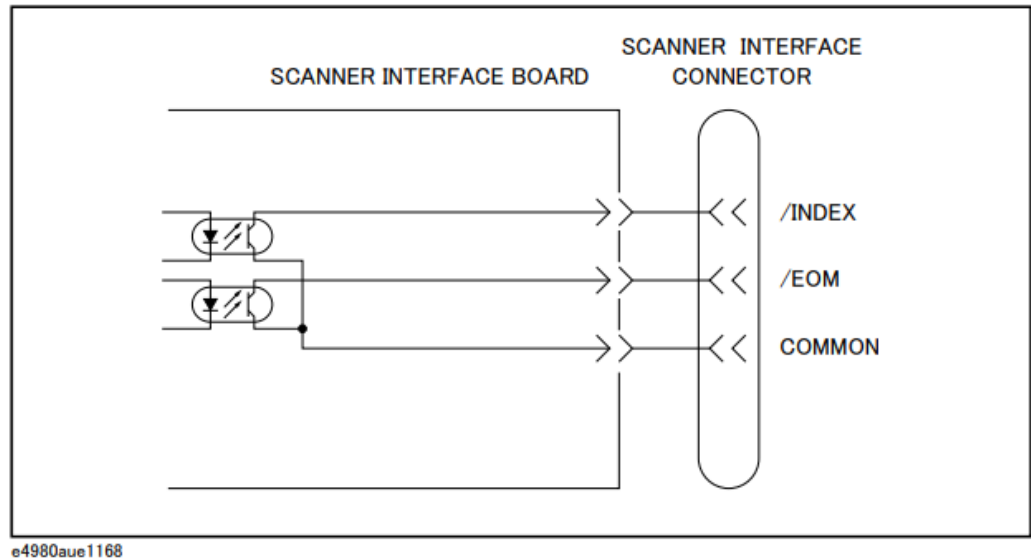 SCANNER INTERFACE
CONNECTOR
SCANNER INTERFACE BOARD
/INDEX
/EOM
COMMON
e4980aue1168